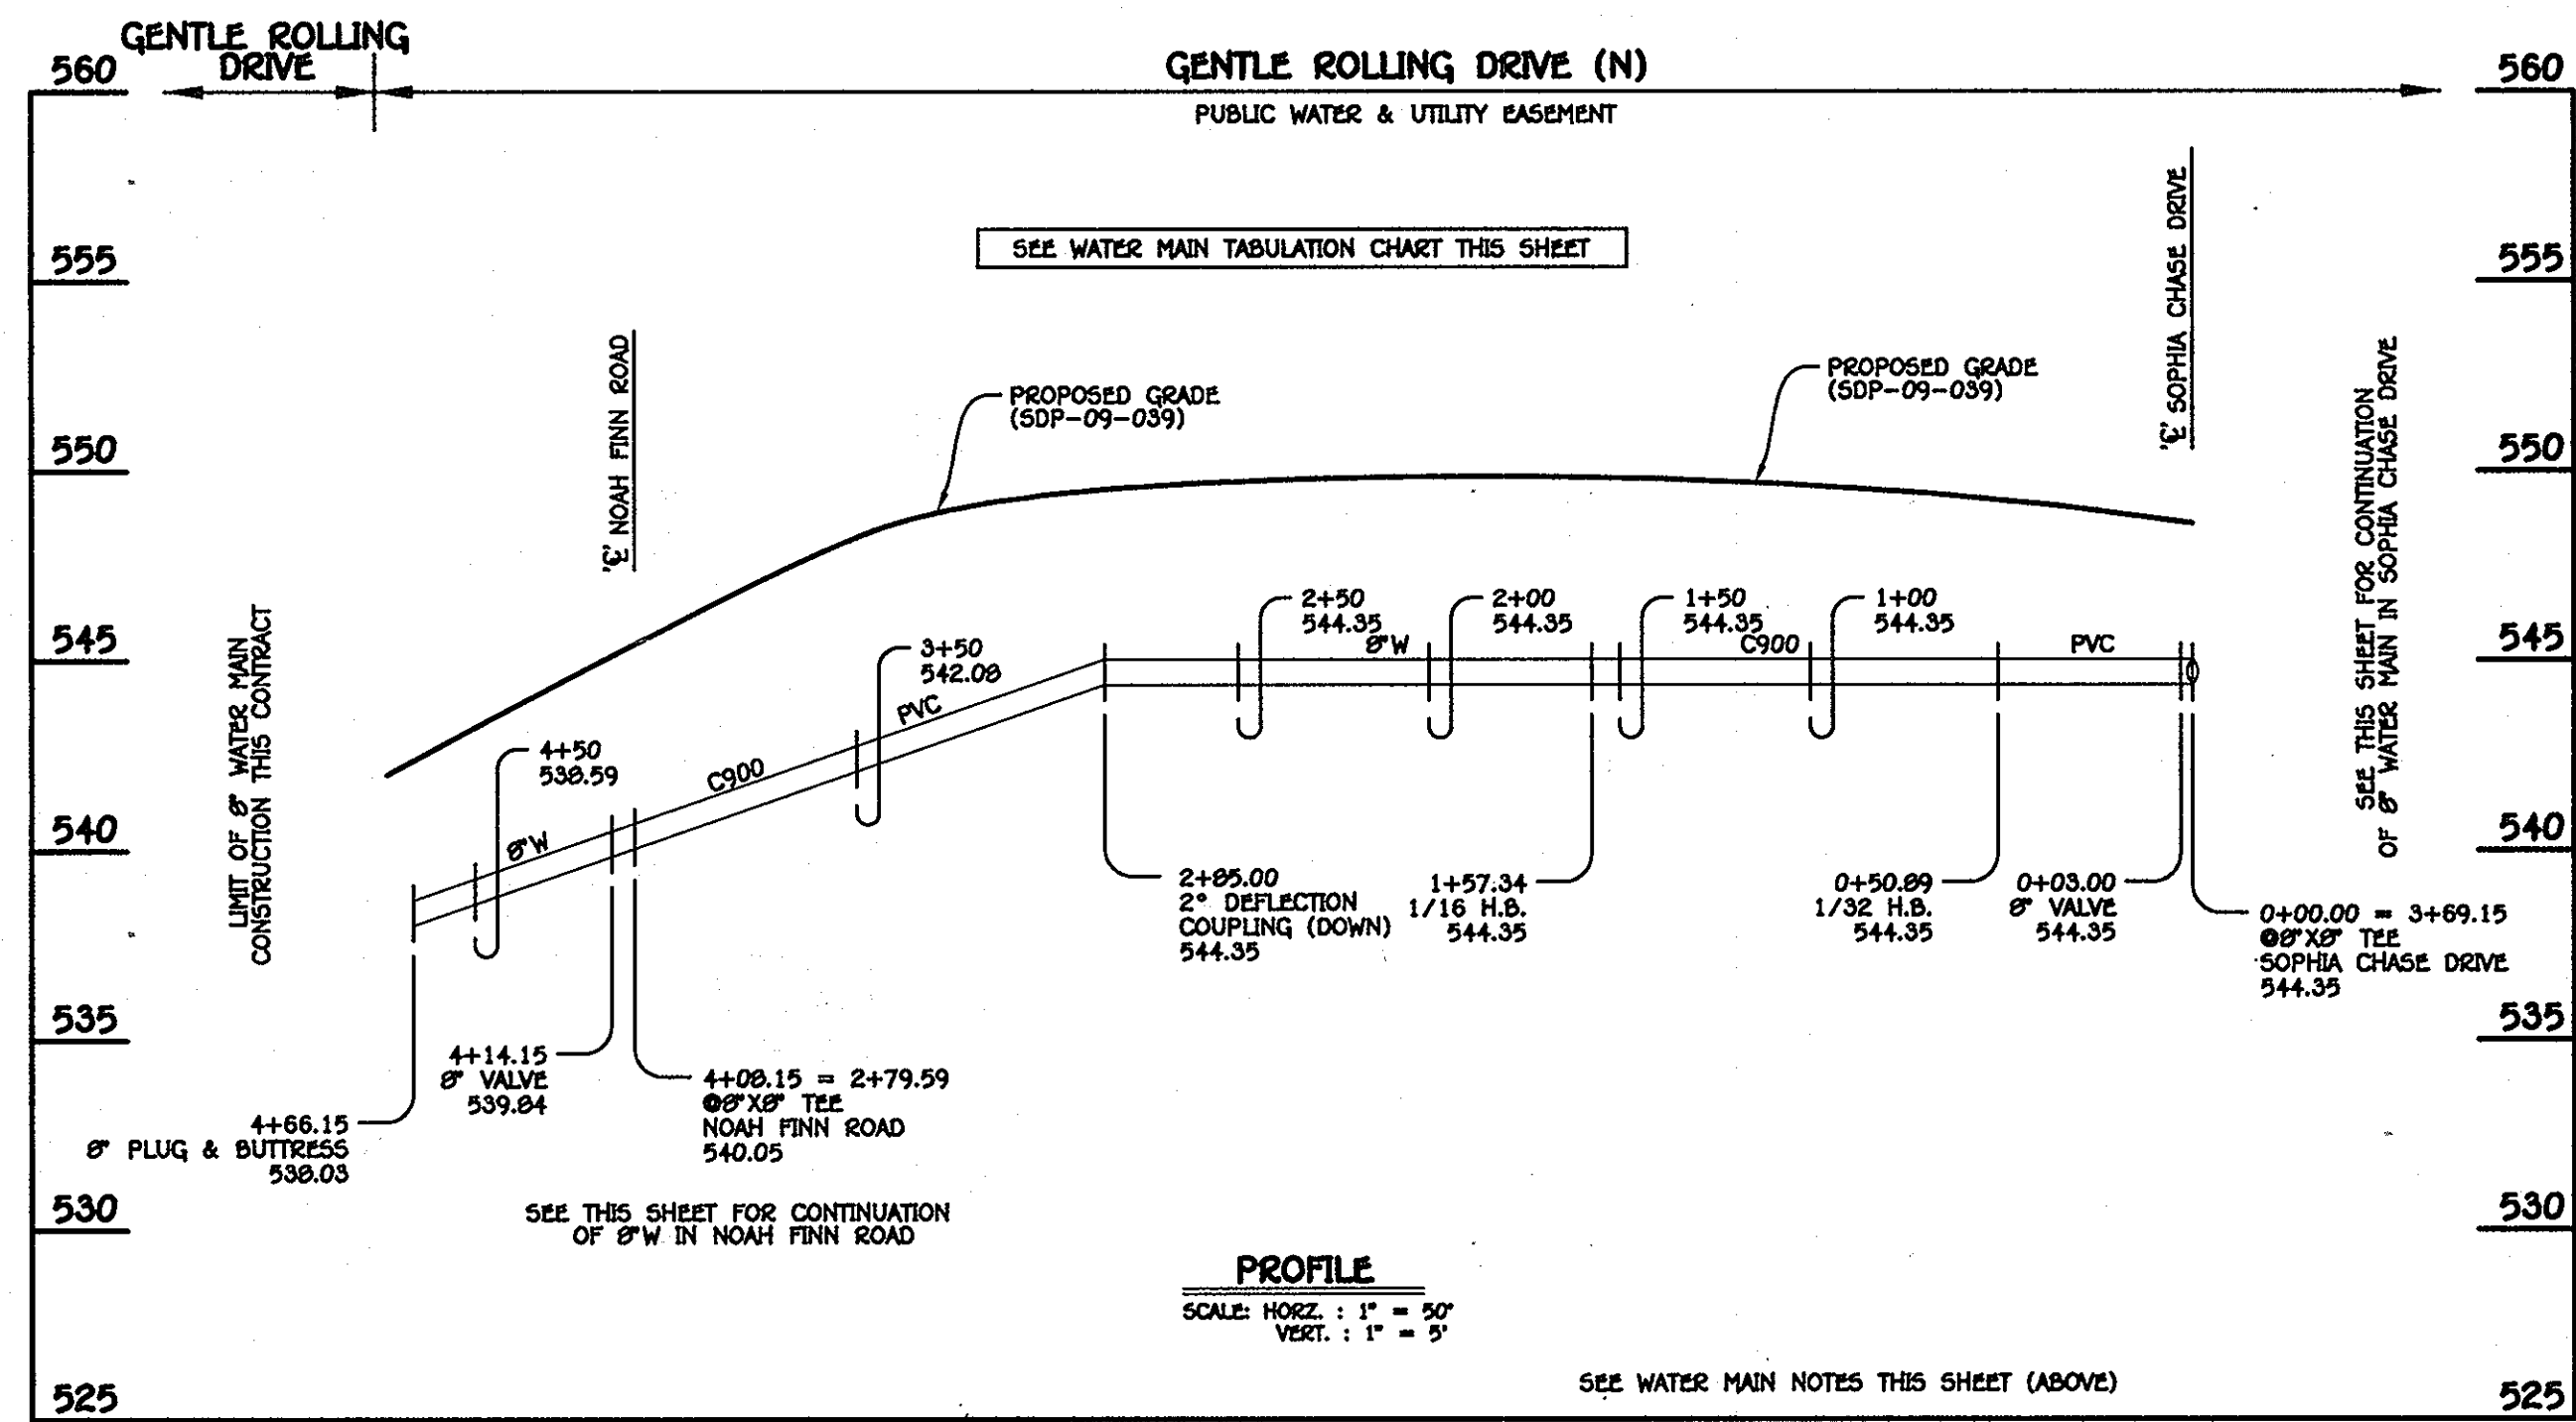 GENTLE ROLLING
DRIVE
GENTLE ROLLING DRIVE (N)
PUBLIC WATER & UTILITY EASEMENT
560
560
555
555
550
550
545
545
540
540
535
535
530
530
525
525
SEE WATER MAIN TABULATION CHART THIS SHEET
'℄' NOAH FINN ROAD
'℄' SOPHIA CHASE DRIVE
PROPOSED GRADE
(SDP-09-039)
PROPOSED GRADE
(SDP-09-039)
LIMIT OF 8" WATER MAIN
CONSTRUCTION THIS CONTRACT
SEE THIS SHEET FOR CONTINUATION
OF 8" WATER MAIN IN SOPHIA CHASE DRIVE
4+50
538.59
3+50
542.08
2+50
544.35
2+00
544.35
1+50
544.35
1+00
544.35
8"W
C900
PVC
8"W
C900
PVC
4+66.15
8" PLUG & BUTTRESS
538.03
4+14.15
8" VALVE
539.84
4+08.15 = 2+79.59
8"X8" TEE
NOAH FINN ROAD
540.05
2+85.00
2° DEFLECTION
COUPLING (DOWN)
544.35
1+57.34
1/16 H.B.
544.35
0+50.89
1/32 H.B.
544.35
0+03.00
8" VALVE
544.35
0+00.00 = 3+69.15
8"X8" TEE
SOPHIA CHASE DRIVE
544.35
SEE THIS SHEET FOR CONTINUATION
OF 8"W IN NOAH FINN ROAD
PROFILE
SCALE: HORZ. : 1" = 50'
VERT. : 1" = 5'
SEE WATER MAIN NOTES THIS SHEET (ABOVE)